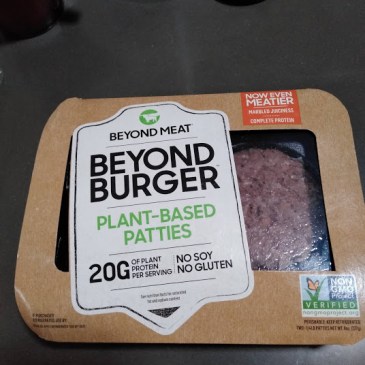 NOW EVEN
MEATIER
MARBLED JUICINESS
COMPLETE PROTEIN
BEYOND MEAT
BEYOND
BURGER
PLANT-BASED
PATTIES
20G OF PLANT
PROTEIN
PER SERVING
NO SOY
NO GLUTEN
NON
GMO
Project
VERIFIED
nongmoproject.org